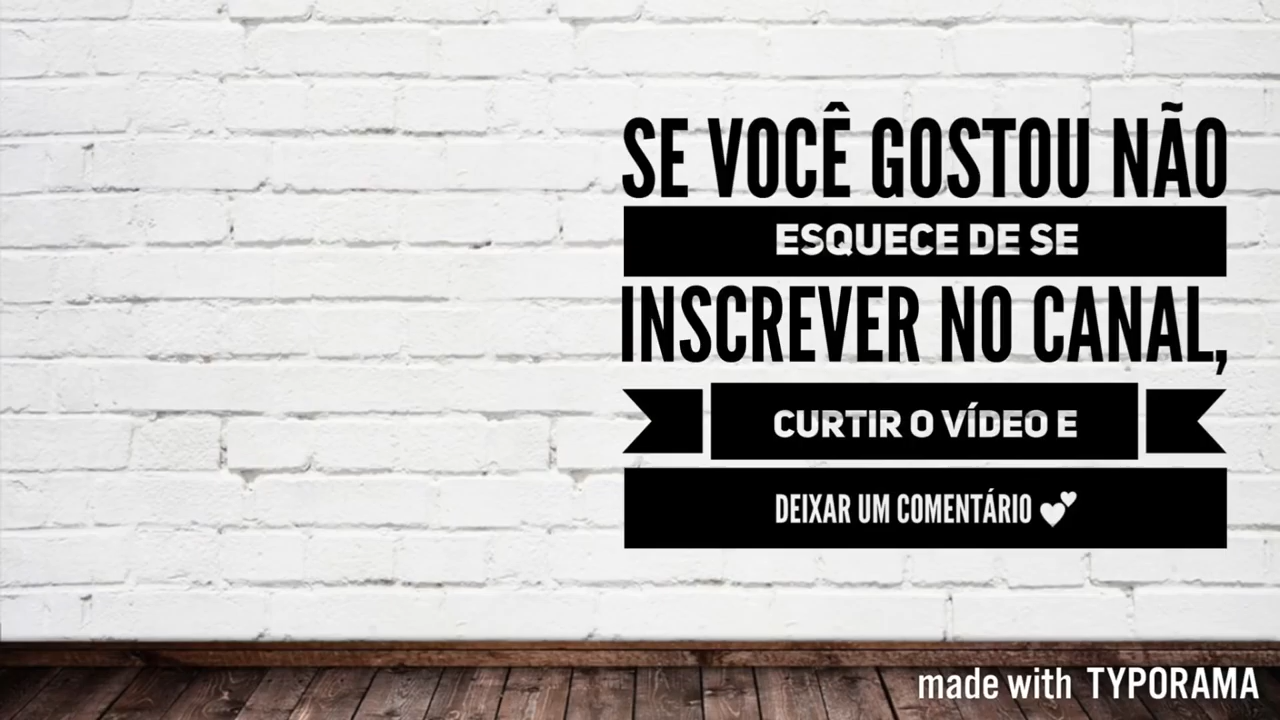 SE VOCÊ GOSTOU NÃO
ESQUECE DE SE
INSCREVER NO CANAL,
CURTIR O VÍDEO E
DEIXAR UM COMENTÁRIO 💕
made with TYPORAMA